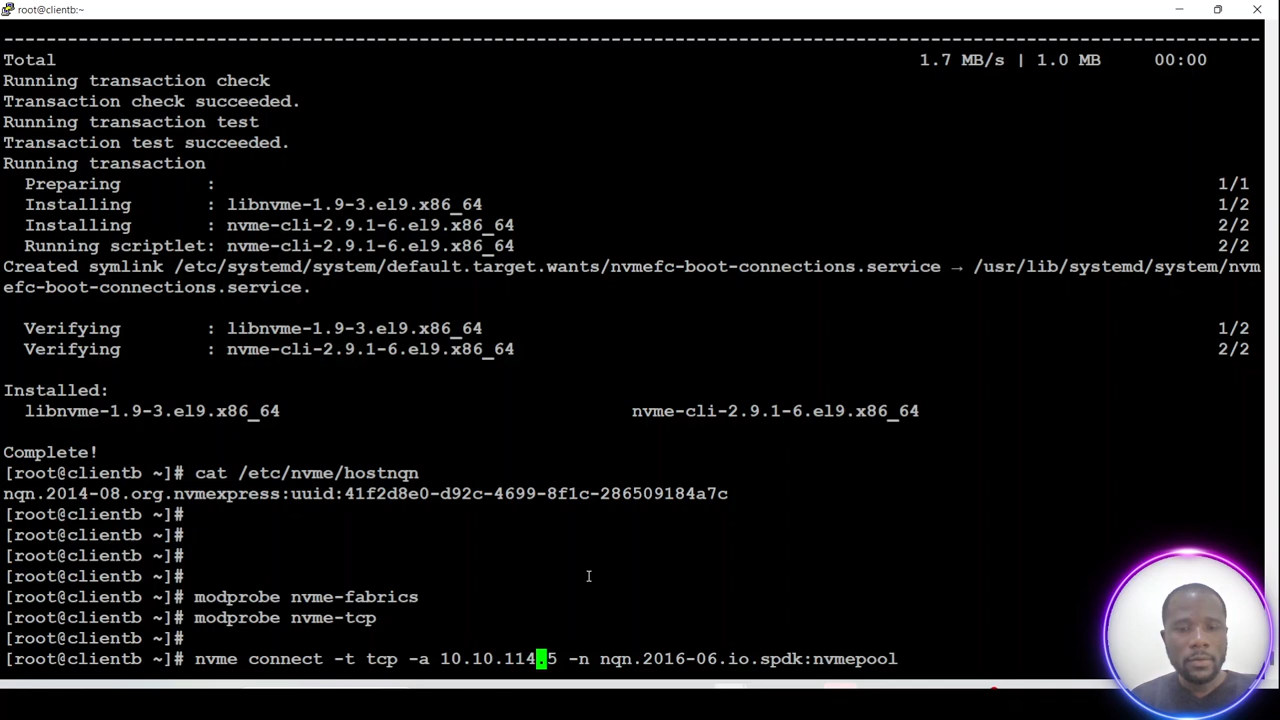 root@clientb:~
Total 1.7 MB/s | 1.0 MB 00:00
Running transaction check
Transaction check succeeded.
Running transaction test
Transaction test succeeded.
Running transaction
Preparing : 1/1
Installing : libnvme-1.9-3.el9.x86_64 1/2
Installing : nvme-cli-2.9.1-6.el9.x86_64 2/2
Running scriptlet: nvme-cli-2.9.1-6.el9.x86_64 2/2
Created symlink /etc/systemd/system/default.target.wants/nvmefc-boot-connections.service → /usr/lib/systemd/system/nvm
efc-boot-connections.service.
Verifying : libnvme-1.9-3.el9.x86_64 1/2
Verifying : nvme-cli-2.9.1-6.el9.x86_64 2/2
Installed:
libnvme-1.9-3.el9.x86_64 nvme-cli-2.9.1-6.el9.x86_64
Complete!
[root@clientb ~]# cat /etc/nvme/hostnqn
nqn.2014-08.org.nvmexpress:uuid:41f2d8e0-d92c-4699-8f1c-286509184a7c
[root@clientb ~]#
[root@clientb ~]#
[root@clientb ~]#
[root@clientb ~]#
[root@clientb ~]# modprobe nvme-fabrics
[root@clientb ~]# modprobe nvme-tcp
[root@clientb ~]#
[root@clientb ~]# nvme connect -t tcp -a 10.10.114.5 -n nqn.2016-06.io.spdk:nvmepool